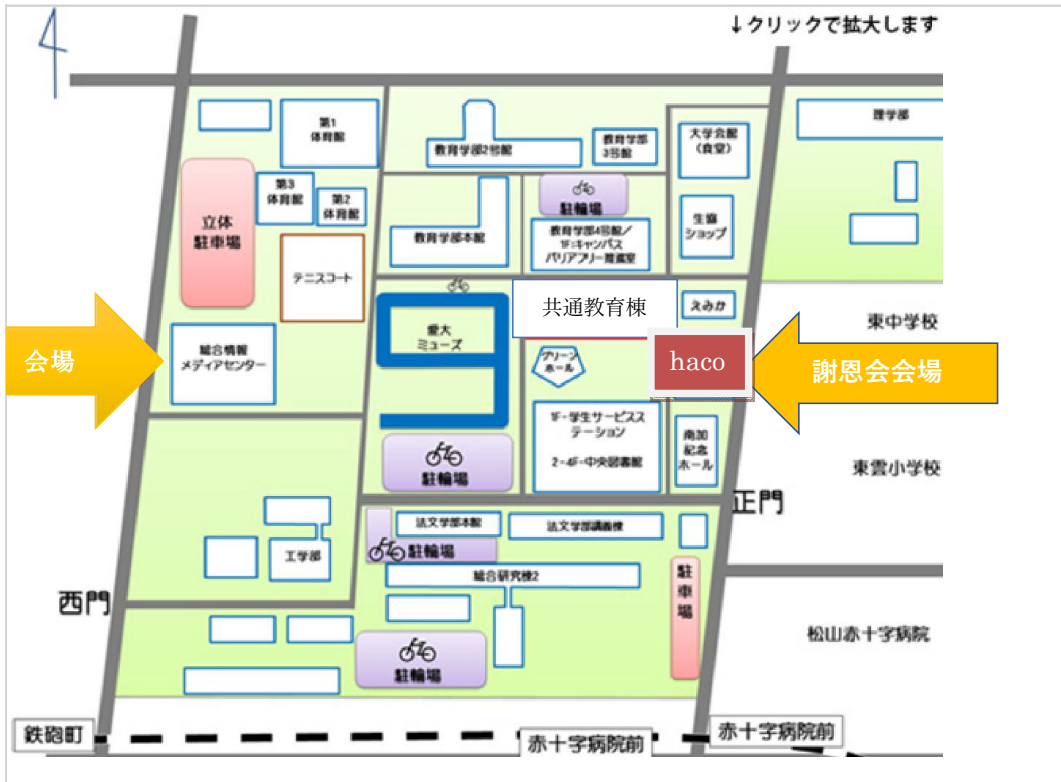 ↓クリックで拡大します
理学部
第1
体育館
教育学部2号館
教育学部
3号館
大学会館
(食堂)
第3
体育館
第2
体育館
立体
駐車場
駐輪場
教育学部本館
教育学部4号館/
1F:キャンパス
バリアフリー推進室
生協
ショップ
テニスコート
共通教育棟
えみか
東中学校
愛大
ミューズ
会場
総合情報
メディアセンター
グリーン
ホール
haco
謝恩会会場
1F-学生サービスス
テーション
2-4F-中央図書館
南加
記念
ホール
東雲小学校
駐輪場
正門
法文学部本館
法文学部講義棟
駐輪場
工学部
総合研究棟2
駐車場
西門
松山赤十字病院
駐輪場
鉄砲町
赤十字病院前
赤十字病院前